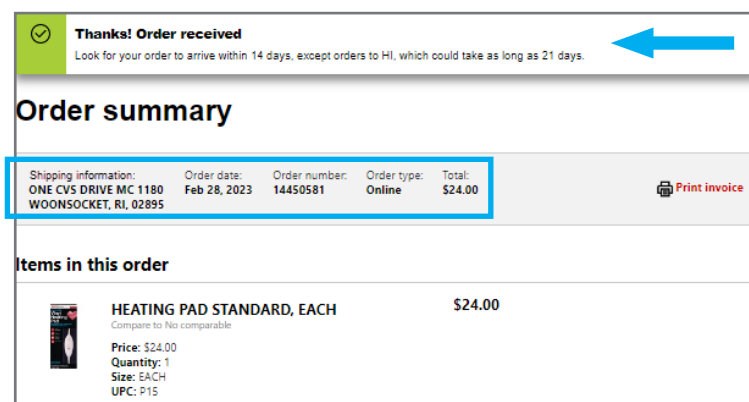 Thanks! Order received
Look for your order to arrive within 14 days, except orders to HI, which could take as long as 21 days.
Order summary
Shipping information: Order date: Order number: Order type: Total:
ONE CVS DRIVE MC 1180 Feb 28, 2023 14450581 Online $24.00
WOONSOCKET, RI, 02895
Print invoice
Items in this order
HEATING PAD STANDARD, EACH $24.00
Compare to No comparable
Price: $24.00
Quantity: 1
Size: EACH
UPC: P15